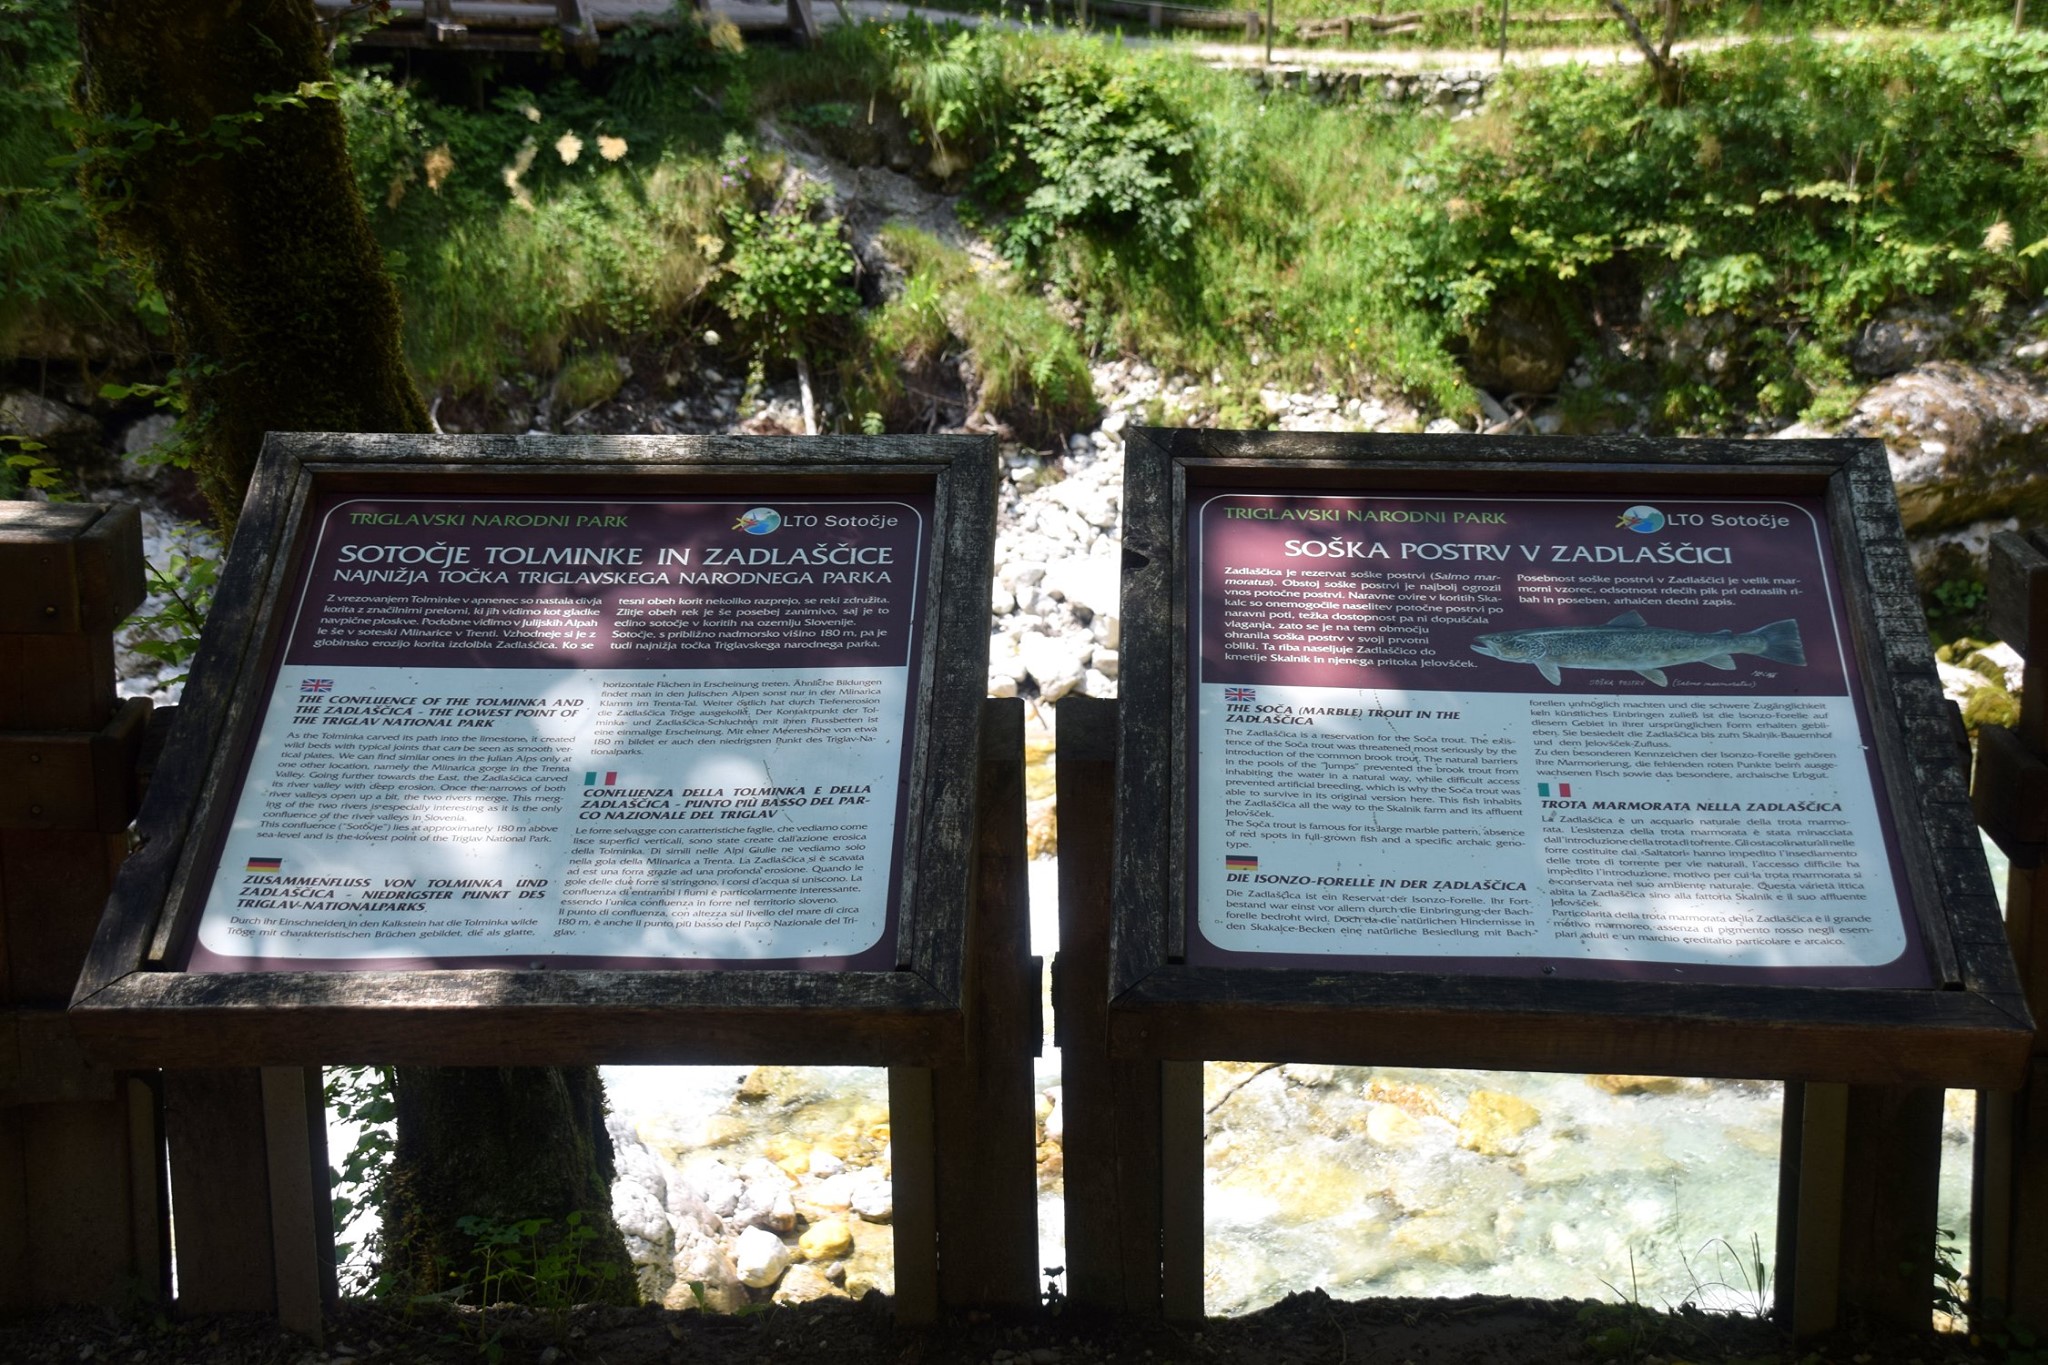 TRIGLAVSKI NARODNI PARK
LTO Sotočje
SOTOČJE TOLMINKE IN ZADLAŠČICE
NAJNIŽJA TOČKA TRIGLAVSKEGA NARODNEGA PARKA
Z vrezovanjem Tolminke v apnenec so nastala divja
korita z značilnimi prelomi, ki jih vidimo kot gladke
navpične ploskve. Podobne vidimo v Julijskih Alpah
le še v soteski Mlinarice v Trenti. Vzhodneje si je z
globinsko erozijo korita izdolbla Zadlaščica. Ko se
tesni obeh korit nekoliko razprejo, se reki združita.
Zlitje obeh rek je še posebej zanimivo, saj je to
edino sotočje v koritih na ozemlju Slovenije.
Sotočje, s približno nadmorsko višino 180 m, pa je
tudi najnižja točka Triglavskega narodnega parka.
THE CONFLUENCE OF THE TOLMINKA AND
THE ZADLAŠČICA - THE LOWEST POINT OF
THE TRIGLAV NATIONAL PARK
As the Tolminka carved its path into the limestone, it created
wild beds with typical joints that can be seen as smooth ver-
tical plates. We can find similar ones in the Julian Alps only at
one other location, namely the Mlinarica gorge in the Trenta
Valley. Going further towards the East, the Zadlaščica carved
its river valley with deep erosion. Once the narrows of both
river valleys open up a bit, the two rivers merge. This merg-
ing of the two rivers is especially interesting as it is the only
confluence of the river valleys in Slovenia.
This confluence ("Sotočje") lies at approximately 180 m above
sea-level and is the lowest point of the Triglav National Park.
ZUSAMMENFLUSS VON TOLMINKA UND
ZADLAŠČICA - NIEDRIGSTER PUNKT DES
TRIGLAV-NATIONALPARKS
Durch ihr Einschneiden in den Kalkstein hat die Tolminka wilde
Tröge mit charakteristischen Brüchen gebildet, die als glatte,
horizontale Flächen in Erscheinung treten. Ähnliche Bildungen
findet man in den Julischen Alpen sonst nur in der Mlinarica
Klamm im Trenta-Tal. Weiter östlich hat durch Tiefenerosion
die Zadlaščica Tröge ausgekolkt. Der Kontaktpunkt der Tol-
minka- und Zadlaščica-Schluchten mit ihren Flussbetten ist
eine einmalige Erscheinung. Mit einer Meereshöhe von etwa
180 m bildet er auch den niedrigsten Punkt des Triglav-Na-
tionalparks.
CONFLUENZA DELLA TOLMINKA E DELLA
ZADLAŠČICA - PUNTO PIÙ BASSO DEL PAR-
CO NAZIONALE DEL TRIGLAV
Le forre selvagge con caratteristiche faglie, che vediamo come
lisce superfici verticali, sono state create dall'azione erosica
della Tolminka. Di simili nelle Alpi Giulie ne vediamo solo
nella gola della Mlinarica a Trenta. La Zadlaščica si è scavata
ad est una forra grazie ad una profonda erosione. Quando le
gole delle due forre si stringono, i corsi d'acqua si uniscono. La
confluenza di entrambi i fiumi è particolarmente interessante,
essendo l'unica confluenza in forre nel territorio sloveno.
Il punto di confluenza, con altezza sul livello del mare di circa
180 m, è anche il punto più basso del Parco Nazionale del Tri-
glav.
TRIGLAVSKI NARODNI PARK
LTO Sotočje
SOŠKA POSTRV V ZADLAŠČICI
Zadlaščica je rezervat soške postrvi (Salmo mar-
moratus). Obstoj soške postrvi je najbolj ogrozil
vnos potočne postrvi. Naravne ovire v koritih Ska-
kalc so onemogočile naselitev potočne postrvi po
naravni poti, težka dostopnost pa ni dopuščala
vlaganja, zato se je na tem območju
ohranila soška postrv v svoji prvotni
obliki. Ta riba naseljuje Zadlaščico do
kmetije Skalnik in njenega pritoka Jelovšček.
Posebnost soške postrvi v Zadlaščici je velik mar-
morni vzorec, odsotnost rdečih pik pri odraslih ri-
bah in poseben, arhaičen dedni zapis.
SOŠKA POSTRV (Salmo marmoratus)
THE SOČA (MARBLE) TROUT IN THE
ZADLAŠČICA
The Zadlaščica is a reservation for the Soča trout. The exis-
tence of the Soča trout was threatened most seriously by the
introduction of the common brook trout. The natural barriers
in the pools of the "jumps" prevented the brook trout from
inhabiting the water in a natural way, while difficult access
prevented artificial breeding, which is why the Soča trout was
able to survive in its original version here. This fish inhabits
the Zadlaščica all the way to the Skalnik farm and its affluent
Jelovšček.
The Soča trout is famous for its large marble pattern, absence
of red spots in full-grown fish and a specific archaic geno-
type.
DIE ISONZO-FORELLE IN DER ZADLAŠČICA
Die Zadlaščica ist ein Reservat der Isonzo-Forelle. Ihr Fort-
bestand war einst vor allem durch die Einbringung der Bach-
forelle bedroht wird. Doch da die natürlichen Hindernisse in
den Skakalce-Becken eine natürliche Besiedlung mit Bach-
forellen unmöglich machten und die schwere Zugänglichkeit
kein künstliches Einbringen zuließ ist die Isonzo-Forelle auf
diesem Gebiet in ihrer ursprünglichen Form erhalten geblie-
ben. Sie besiedelt die Zadlaščica bis zum Skalnik-Bauernhof
und dem Jelovšček-Zufluss.
Zu den besonderen Kennzeichen der Isonzo-Forelle gehören
ihre Marmorierung, die fehlenden roten Punkte beim ausge-
wachsenen Fisch sowie das besondere, archaische Erbgut.
TROTA MARMORATA NELLA ZADLAŠČICA
La Zadlaščica è un acquario naturale della trota marmo-
rata. L'esistenza della trota marmorata è stata minacciata
dall'introduzione della trota di torrente. Gli ostacoli naturali nelle
forre costituite dai «Saltatori» hanno impedito l'insediamento
delle trota di torrente per vie naturali, l'accesso difficile ha
impedito l'introduzione, motivo per cui la trota marmorata si
è conservata nel suo ambiente naturale. Questa varietà ittica
abita la Zadlaščica sino alla fattoria Skalnik e il suo affluente
Jelovšček.
Particolarità della trota marmorata della Zadlaščica è il grande
motivo marmoreo, assenza di pigmento rosso negli esem-
plari adulti e un marchio ereditario particolare e arcaico.